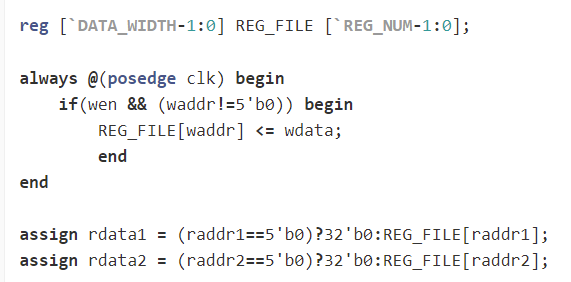 reg [`DATA_WIDTH-1:0] REG_FILE [`REG_NUM-1:0];
always @(posedge clk) begin
    if(wen && (waddr!=5'b0)) begin
        REG_FILE[waddr] <= wdata;
        end
end
assign rdata1 = (raddr1==5'b0)?32'b0:REG_FILE[raddr1];
assign rdata2 = (raddr2==5'b0)?32'b0:REG_FILE[raddr2];